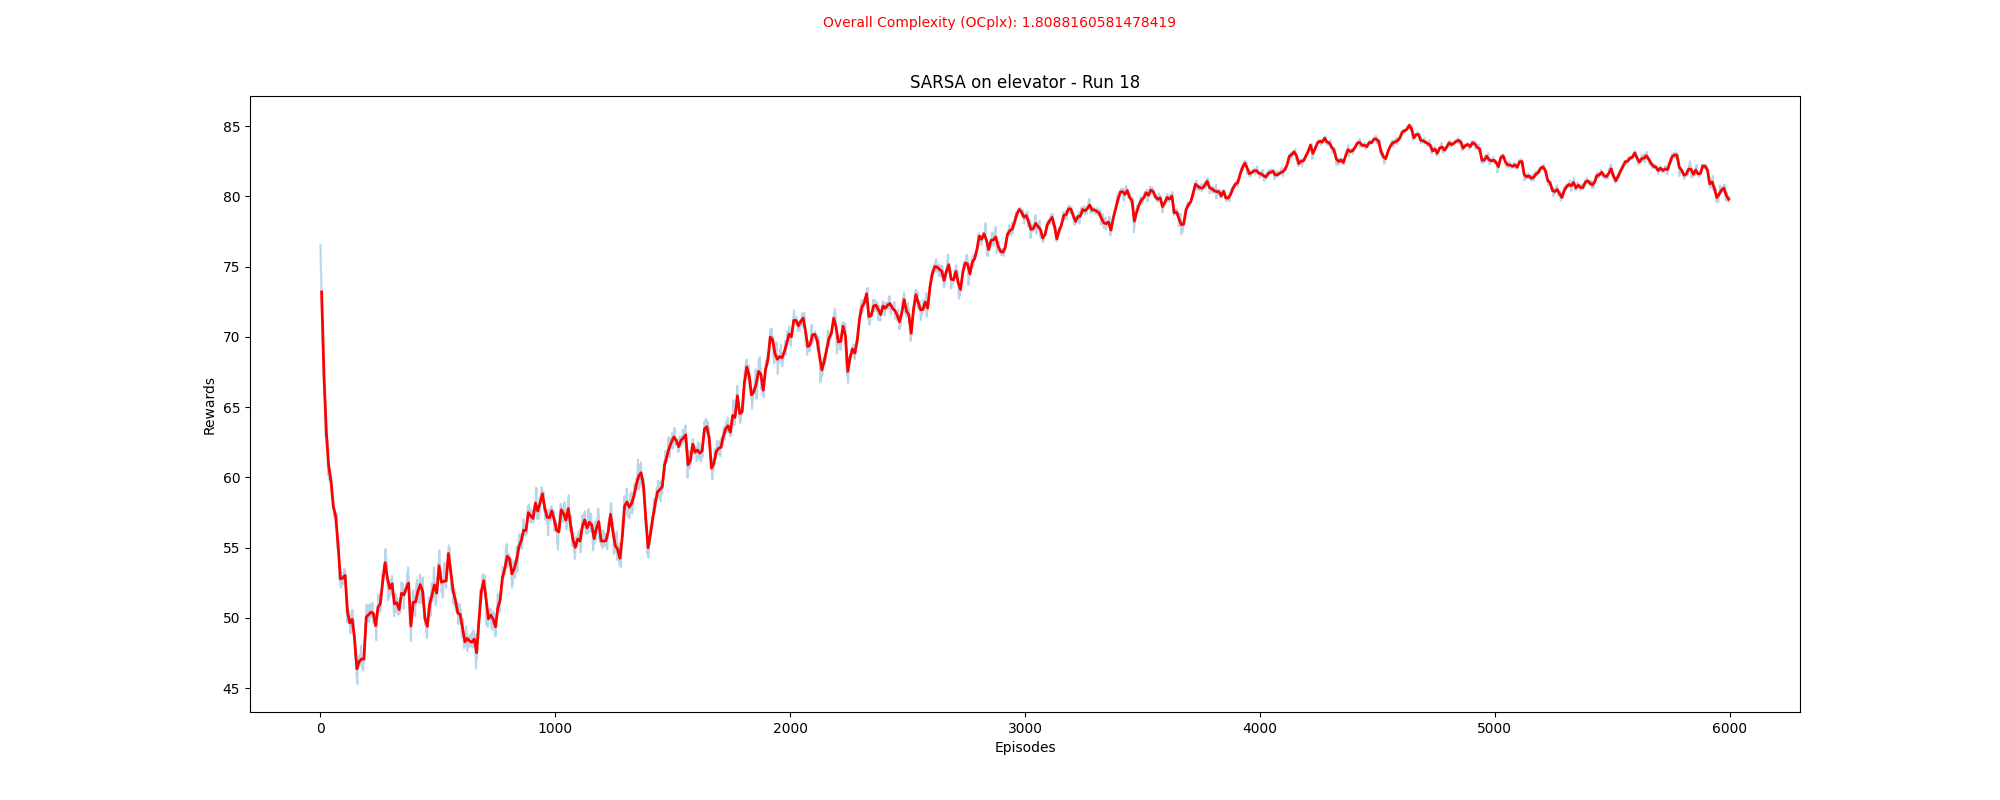 Overall Complexity (OCplx): 1.8088160581478419
SARSA on elevator - Run 18
85
80
75
70
65
60
55
50
45
Rewards
0 1000 2000 3000 4000 5000 6000
Episodes